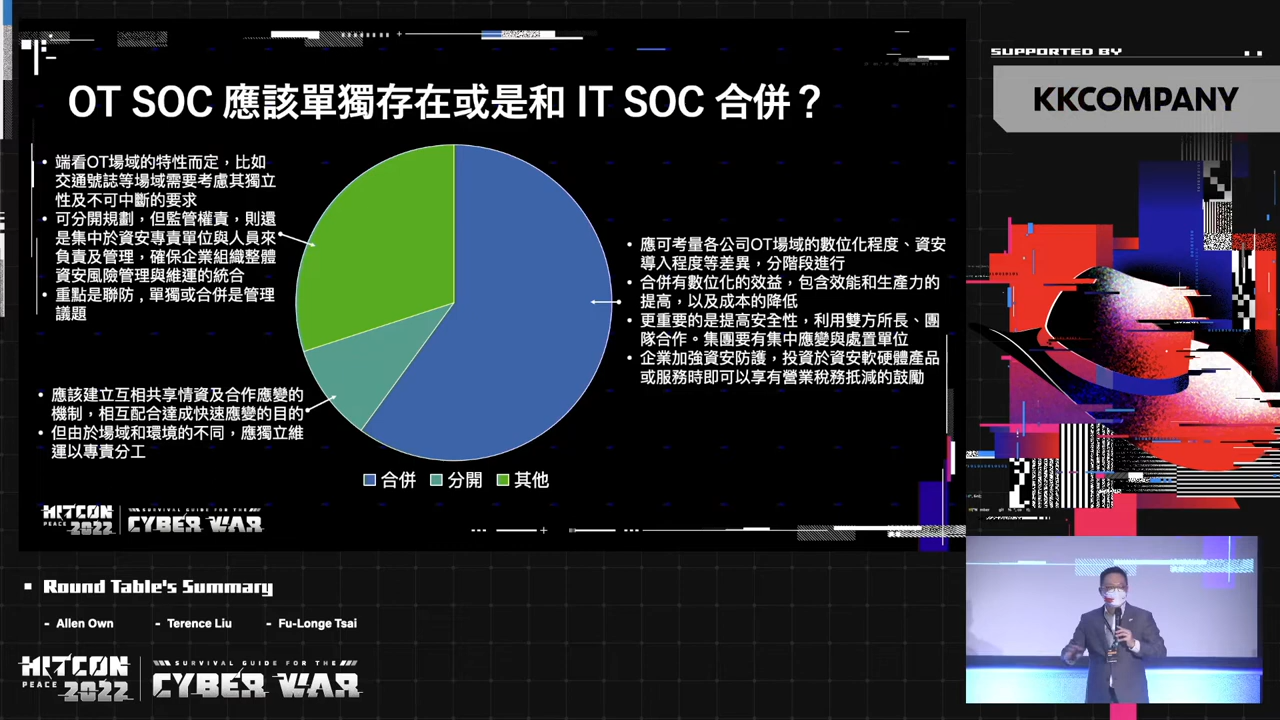 OT SOC 應該單獨存在或是和 IT SOC 合併？
• 端看OT場域的特性而定，比如
交通號誌等場域需要考慮其獨立
性及不可中斷的要求
• 可分開規劃，但監管權責，則還
是集中於資安專責單位與人員來
負責及管理，確保企業組織整體
資安風險管理與維運的統合
• 重點是聯防，單獨或合併是管理
議題
• 應該建立互相共享情資及合作應變的
機制，相互配合達成快速應變的目的
• 但由於場域和環境的不同，應獨立維
運以專責分工
• 應可考量各公司OT場域的數位化程度、資安
導入程度等差異，分階段進行
• 合併有數位化的效益，包含效能和生產力的
提高，以及成本的降低
• 更重要的是提高安全性，利用雙方所長、團
隊合作。集團要有集中應變與處置單位
• 企業加強資安防護，投資於資安軟硬體產品
或服務時即可以享有營業稅務抵減的鼓勵
合併 分開 其他
HITCON
PEACE 2022
SURVIVAL GUIDE FOR THE
CYBER WAR
SUPPORTED BY
KKCOMPANY
Round Table's Summary
- Allen Own - Terence Liu - Fu-Longe Tsai
HITCON
PEACE 2022
SURVIVAL GUIDE FOR THE
CYBER WAR